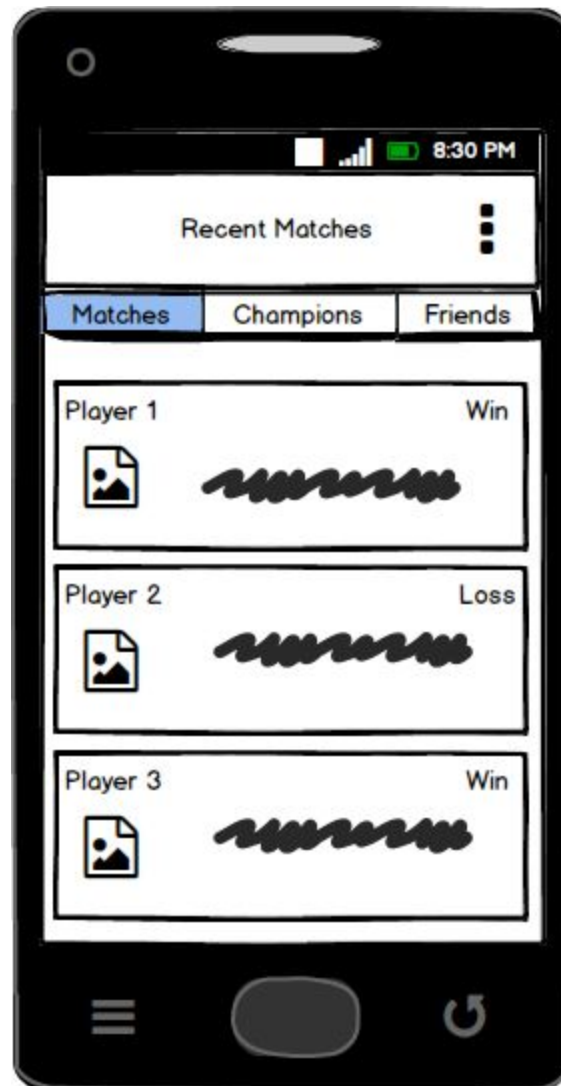 8:30 PM
Recent Matches
Matches Champions Friends
Player 1 Win
Player 2 Loss
Player 3 Win